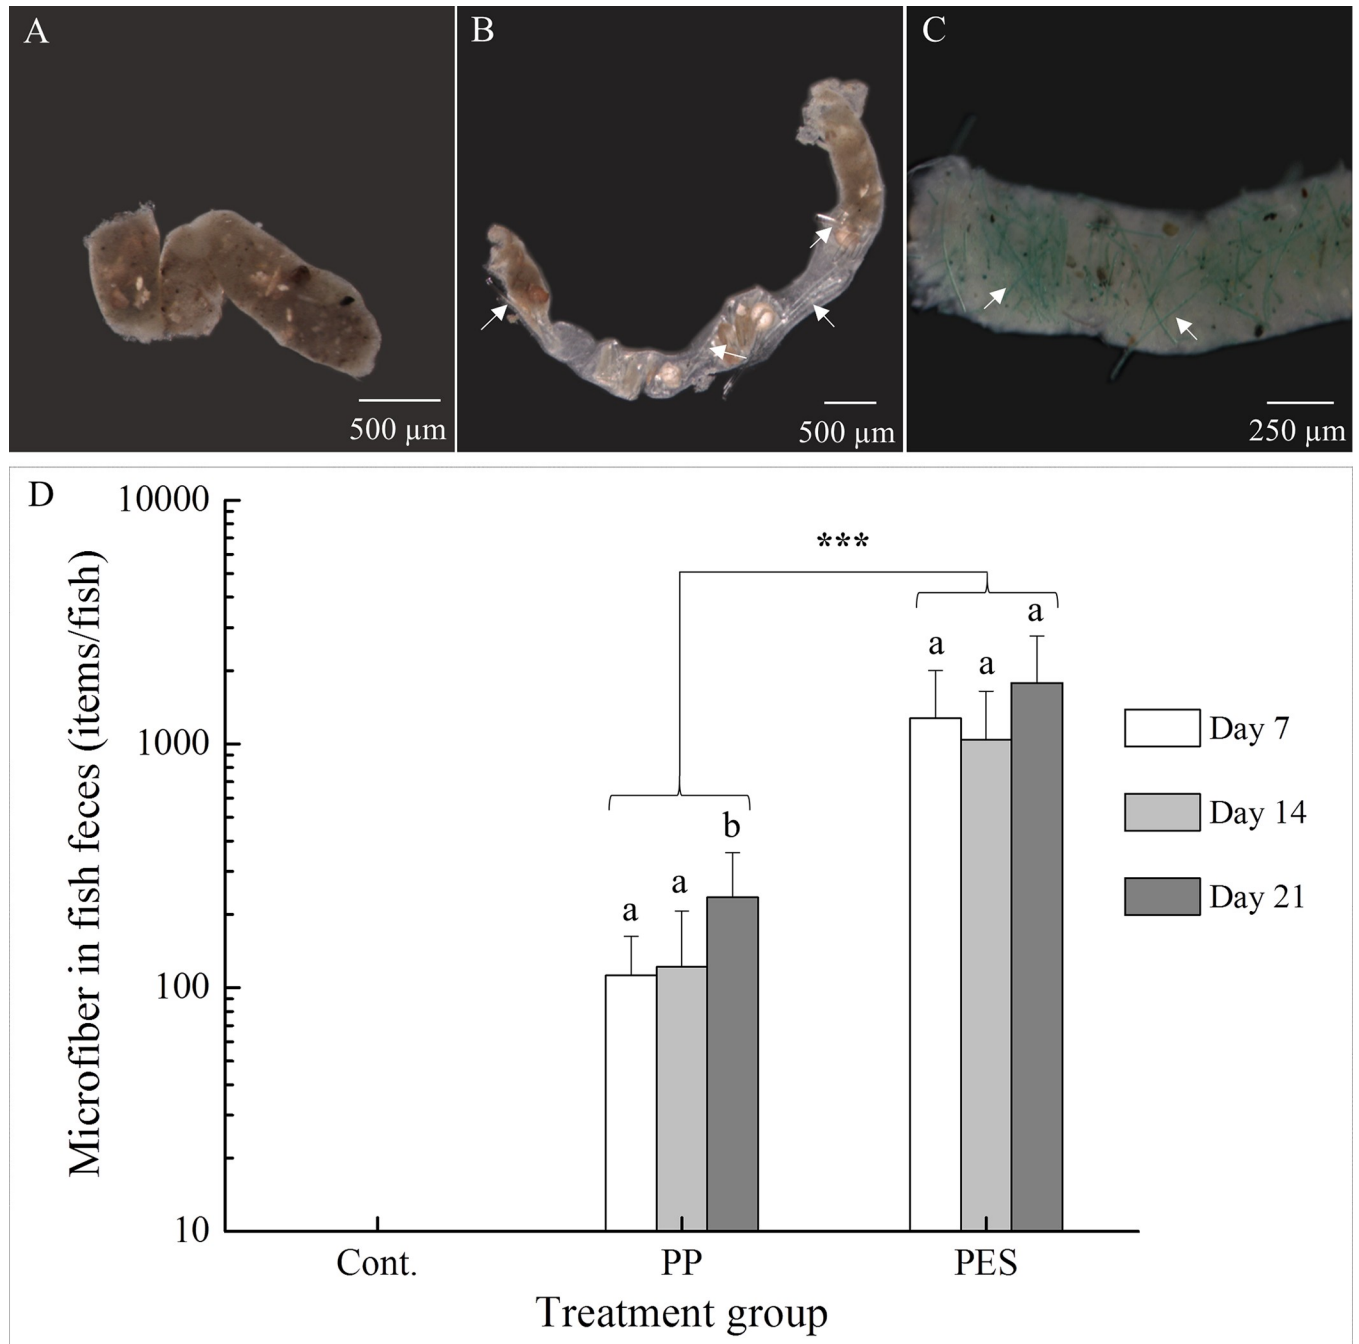 A
B
C
500 µm
500 µm
250 µm
D
10000
1000
100
10
Microfiber in fish feces (items/fish)
***
a
a
b
a
a
a
Day 7
Day 14
Day 21
Cont.
PP
PES
Treatment group